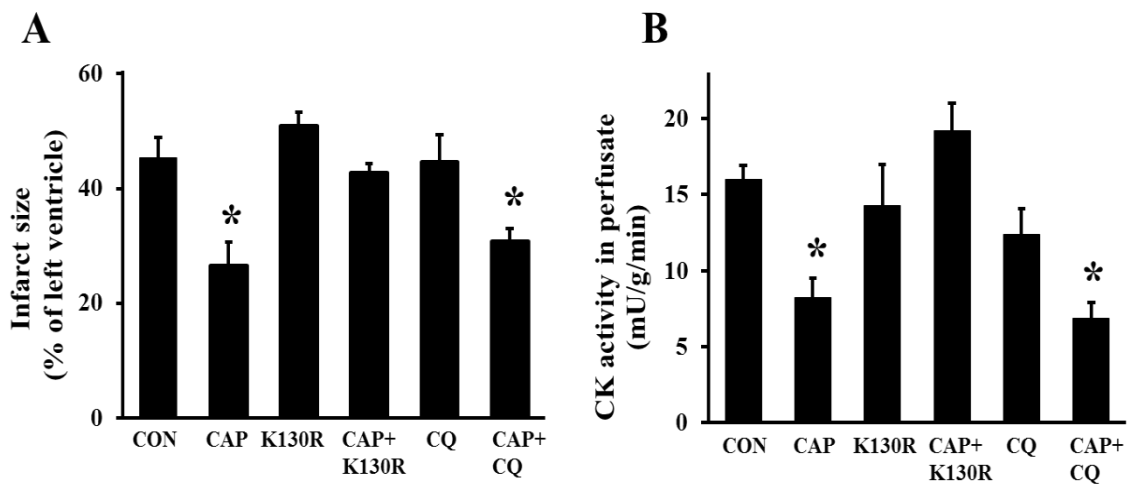 A
Infarct size
(% of left ventricle)
60
40
20
0
*
*
CON CAP K130R CAP+ CQ CAP+
K130R CQ
B
CK activity in perfusate
(mU/g/min)
20
15
10
5
0
*
*
CON CAP K130R CAP+ CQ CAP+
K130R CQ